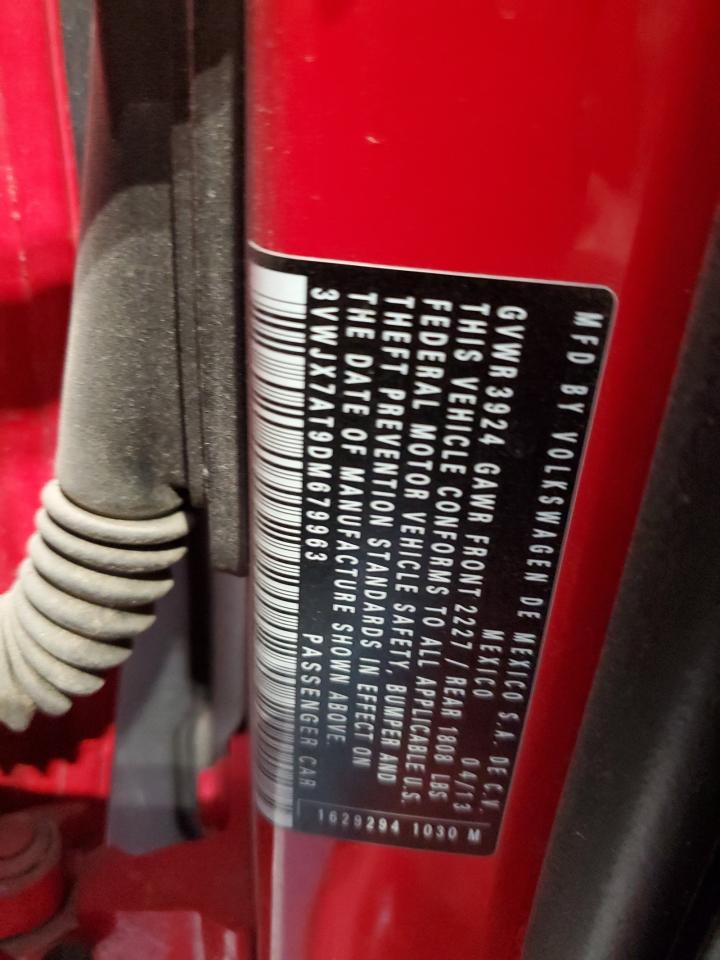 MFD BY VOLKSWAGEN DE MEXICO S.A. DE C.V.
MEXICO 04/13
GVWR 3924 GAWR FRONT 2227 / REAR 1808 LBS
THIS VEHICLE CONFORMS TO ALL APPLICABLE U.S.
FEDERAL MOTOR VEHICLE SAFETY, BUMPER AND
THEFT PREVENTION STANDARDS IN EFFECT ON
THE DATE OF MANUFACTURE SHOWN ABOVE.
3VWJX7AT9DM679963 PASSENGER CAR
1629294 1030 M